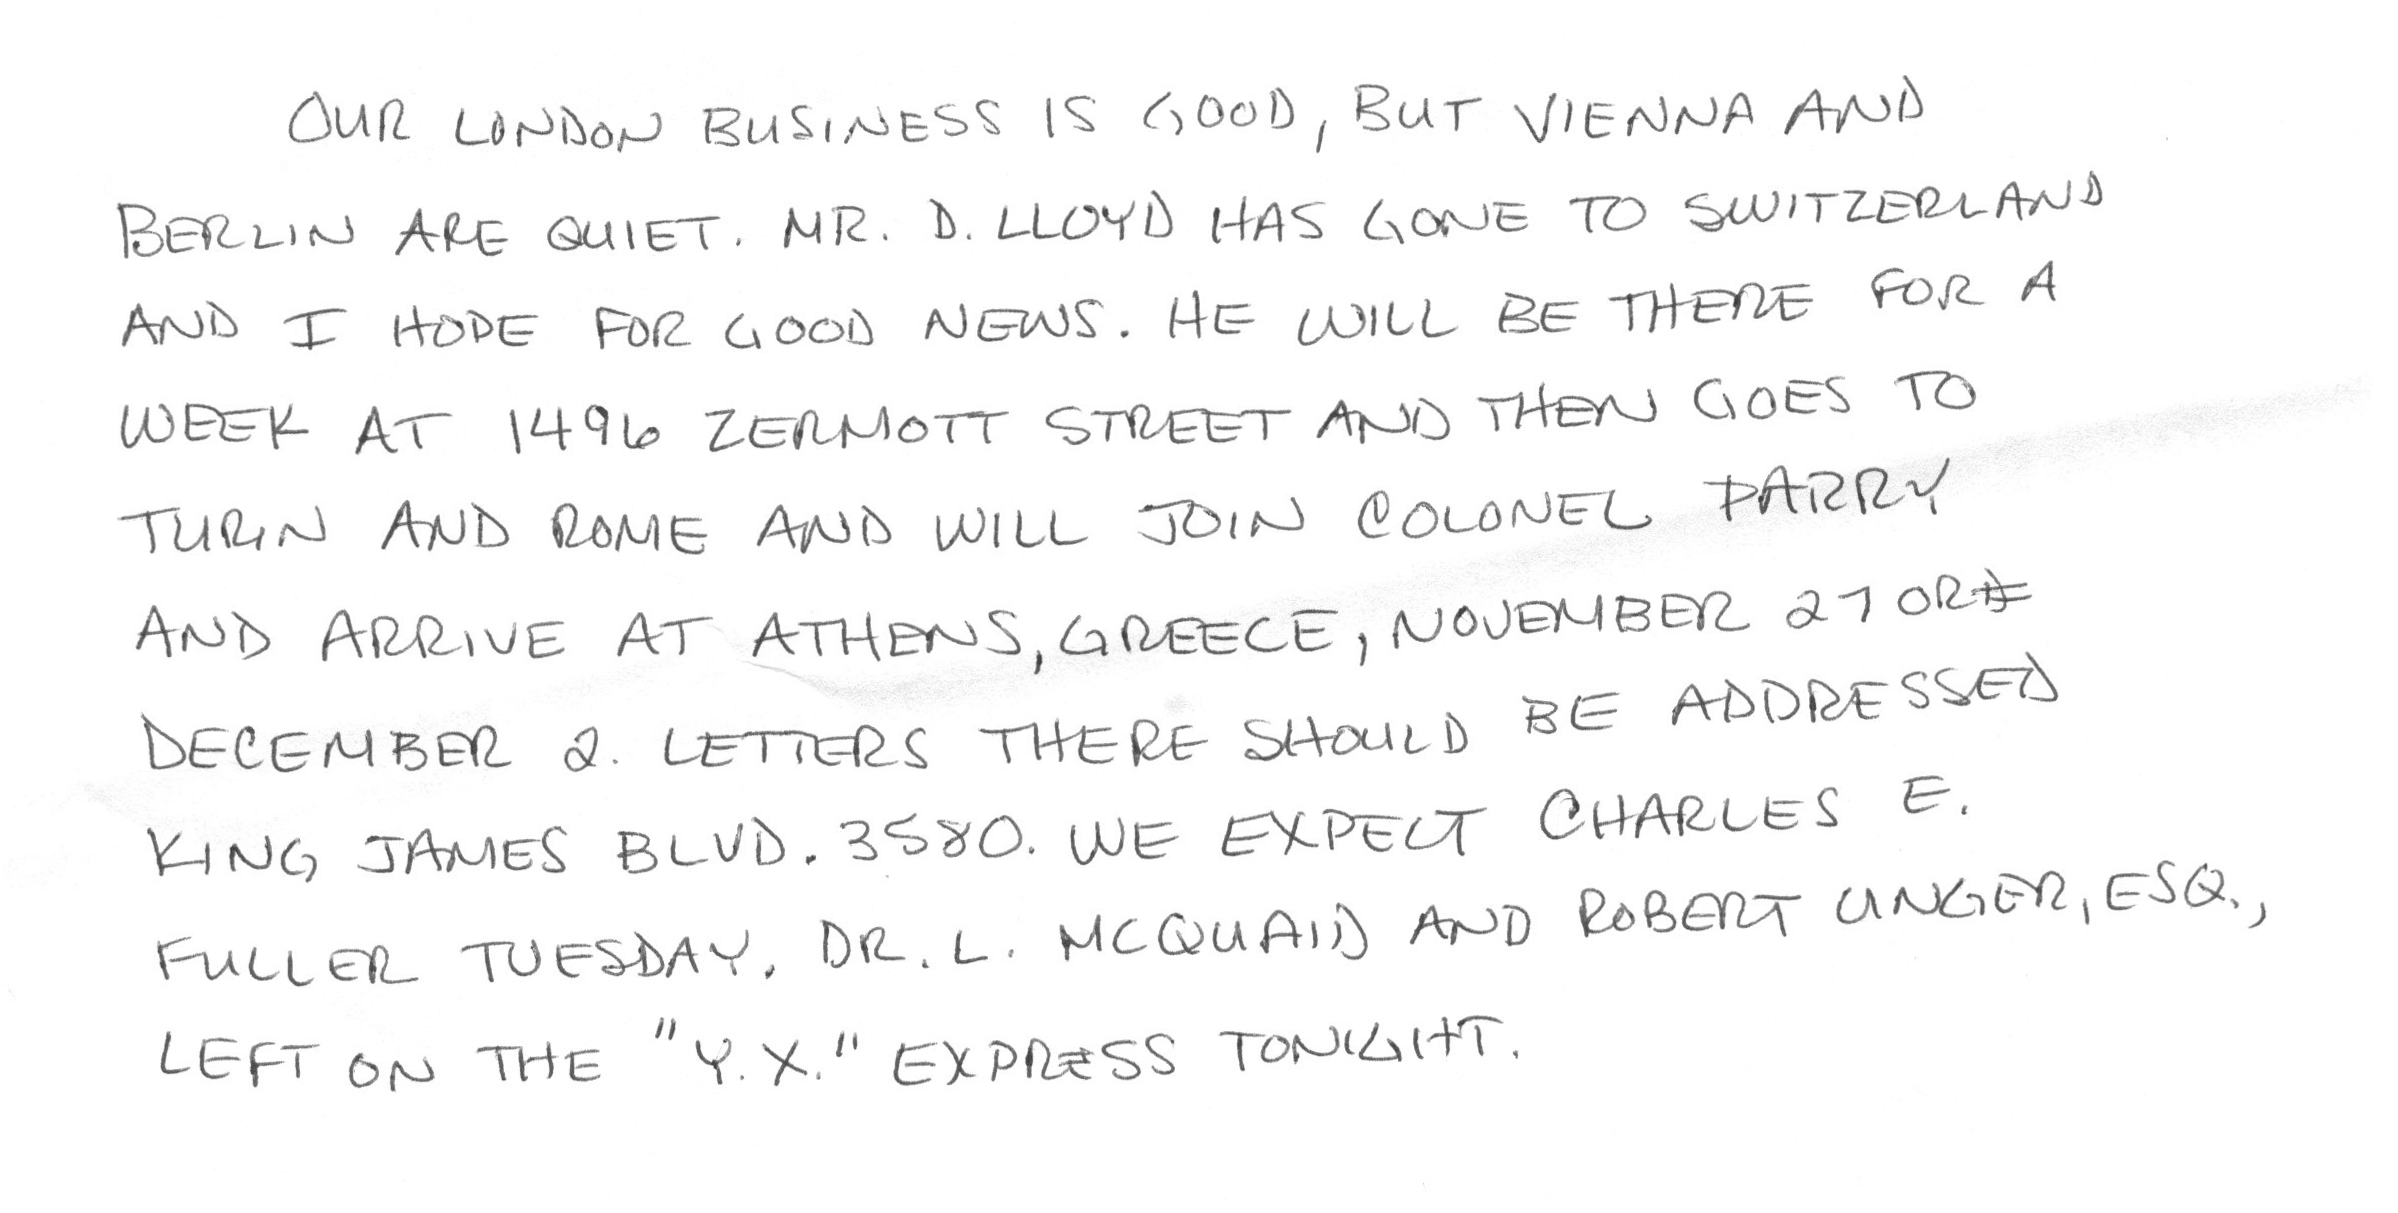 OUR LONDON BUSINESS IS GOOD, BUT VIENNA AND
BERLIN ARE QUIET. MR. D. LLOYD HAS GONE TO SWITZERLAND
AND I HOPE FOR GOOD NEWS. HE WILL BE THERE FOR A
WEEK AT 1496 ZERMOTT STREET AND THEN GOES TO
TURIN AND ROME AND WILL JOIN COLONEL PARRY
AND ARRIVE AT ATHENS, GREECE, NOVEMBER 27 OR
DECEMBER 2. LETTERS THERE SHOULD BE ADDRESSED
KING JAMES BLVD. 3580. WE EXPECT CHARLES E.
FULLER TUESDAY. DR. L. MCQUAID AND ROBERT UNGER, ESQ.,
LEFT ON THE "Y.X." EXPRESS TONIGHT.